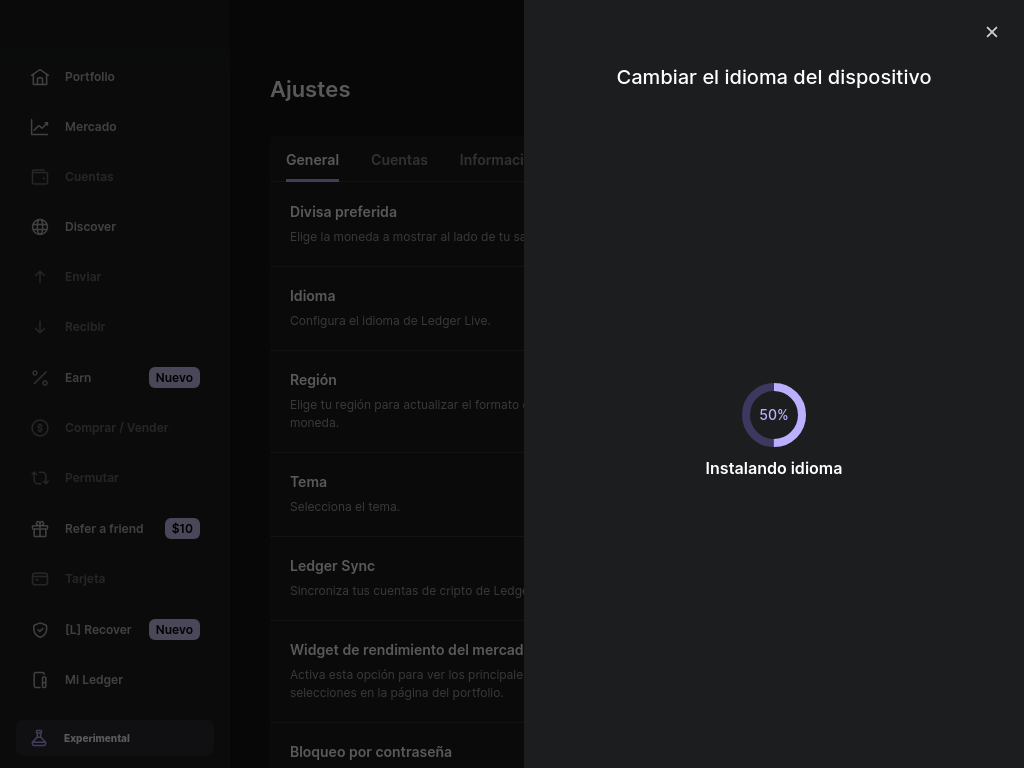 Portfolio
Mercado
Cuentas
Discover
Enviar
Recibir
Earn
Nuevo
Comprar / Vender
Permutar
Refer a friend
$10
Tarjeta
[L] Recover
Nuevo
Mi Ledger
Experimental
Ajustes
General
Cuentas
Informaci
Divisa preferida
Elige la moneda a mostrar al lado de tu sa
Idioma
Configura el idioma de Ledger Live.
Región
Elige tu región para actualizar el formato
moneda.
Tema
Selecciona el tema.
Ledger Sync
Sincroniza tus cuentas de cripto de Ledge
Widget de rendimiento del mercad
Activa esta opción para ver los principale
selecciones en la página del portfolio.
Bloqueo por contraseña
Cambiar el idioma del dispositivo
50%
Instalando idioma